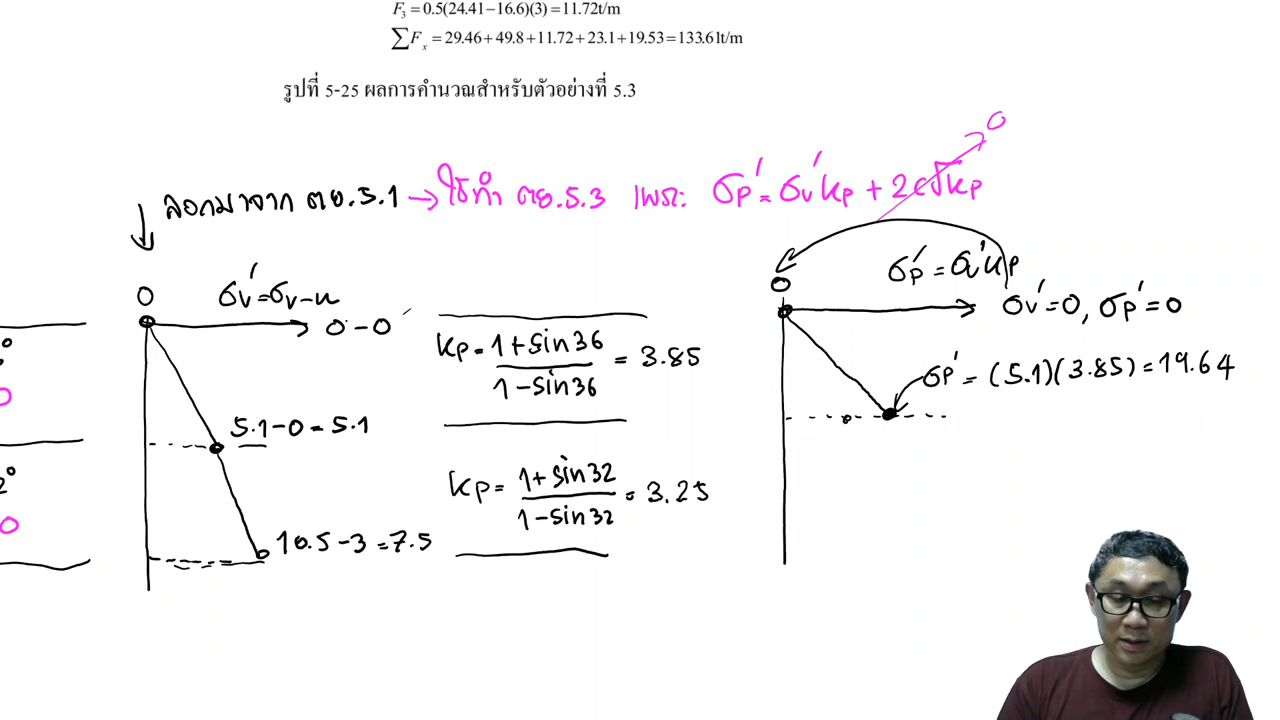 F₃ = 0.5(24.41−16.6)(3) = 11.72t/m
∑Fₓ = 29.46+49.8+11.72+23.1+19.53 = 133.61t/m
รูปที่ 5-25 ผลการคำนวณสำหรับตัวอย่างที่ 5.3
0
ลอกมาจาก ตย.5.1 → ใช้ทำ ตย.5.3 เพราะ σp' = σv'kp + 2c√kp
0
σv' = σv-u
0 - 0
kp = 1+sin36 / 1-sin36 = 3.85
0
σp' = σv'kp
σv' = 0, σp' = 0
σp' = (5.1)(3.85) = 19.64
5.1 - 0 = 5.1
kp = 1+sin32 / 1-sin32 = 3.25
10.5 - 3 = 7.5
0
2°
0